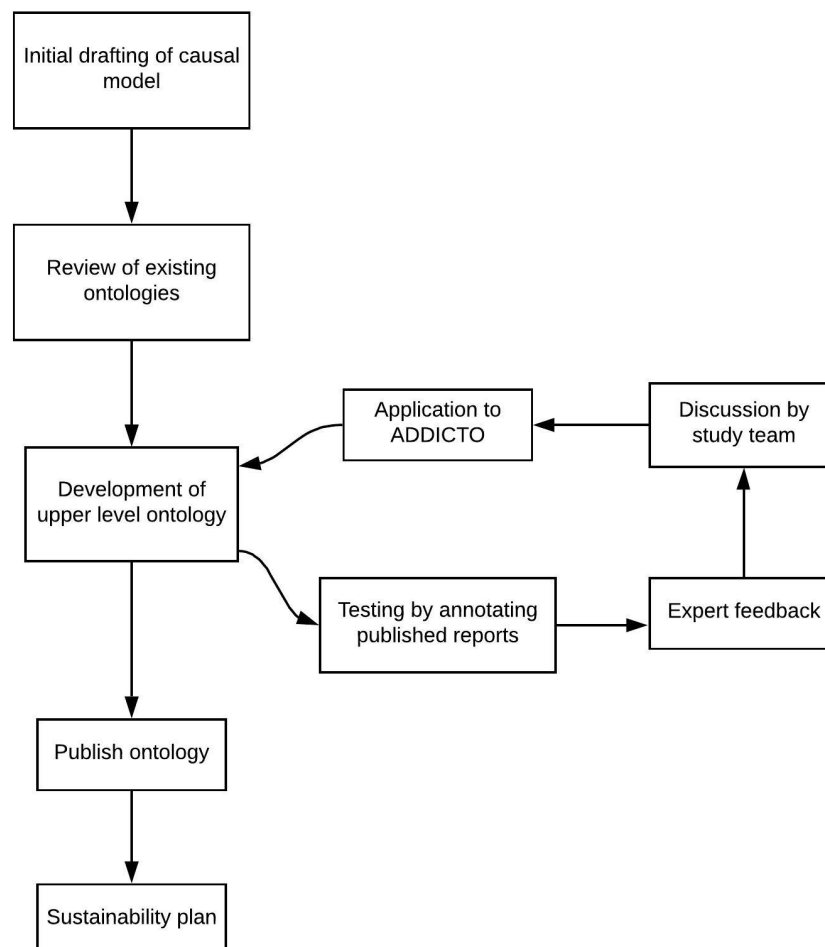 Initial drafting of causal
model
Review of existing
ontologies
Application to
ADDICTO
Discussion by
study team
Development of
upper level ontology
Testing by annotating
published reports
Expert feedback
Publish ontology
Sustainability plan